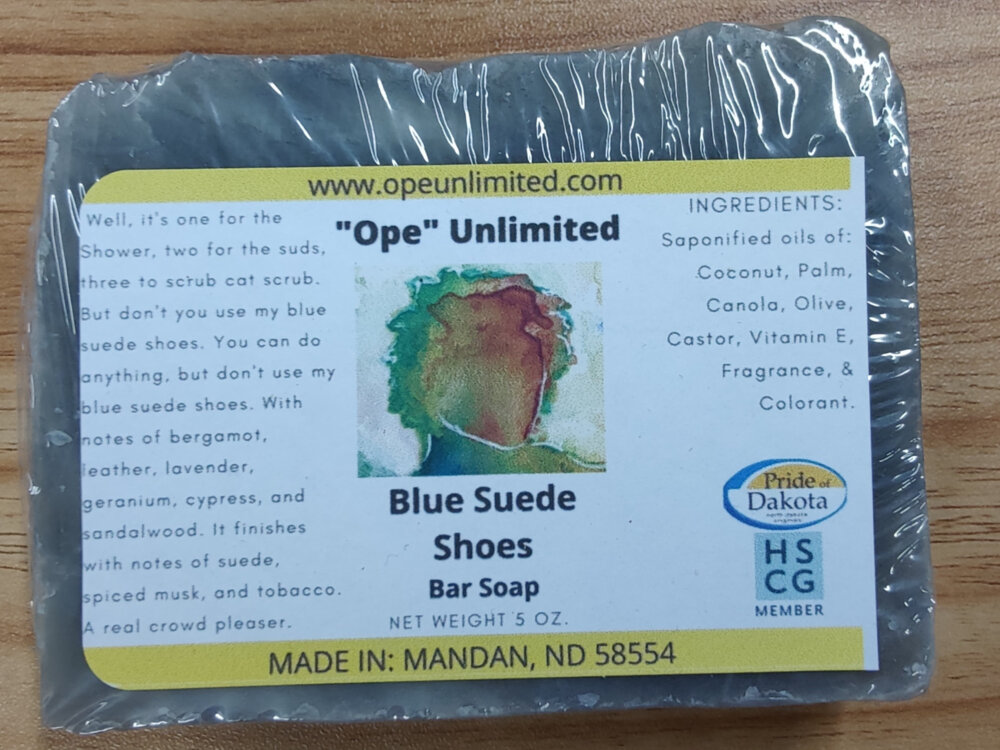 www.opeunlimited.com
Well, it's one for the
Shower, two for the suds,
three to scrub cat scrub.
But don't you use my blue
suede shoes. You can do
anything, but don't use my
blue suede shoes. With
notes of bergamot,
leather, lavender,
geranium, cypress, and
sandalwood. It finishes
with notes of suede,
spiced musk, and tobacco.
A real crowd pleaser.
"Ope" Unlimited
Blue Suede
Shoes
Bar Soap
NET WEIGHT 5 OZ.
INGREDIENTS:
Saponified oils of:
Coconut, Palm,
Canola, Olive,
Castor, Vitamin E,
Fragrance, &
Colorant.
Pride of
Dakota
north dakota
HS
CG
MEMBER
MADE IN: MANDAN, ND 58554